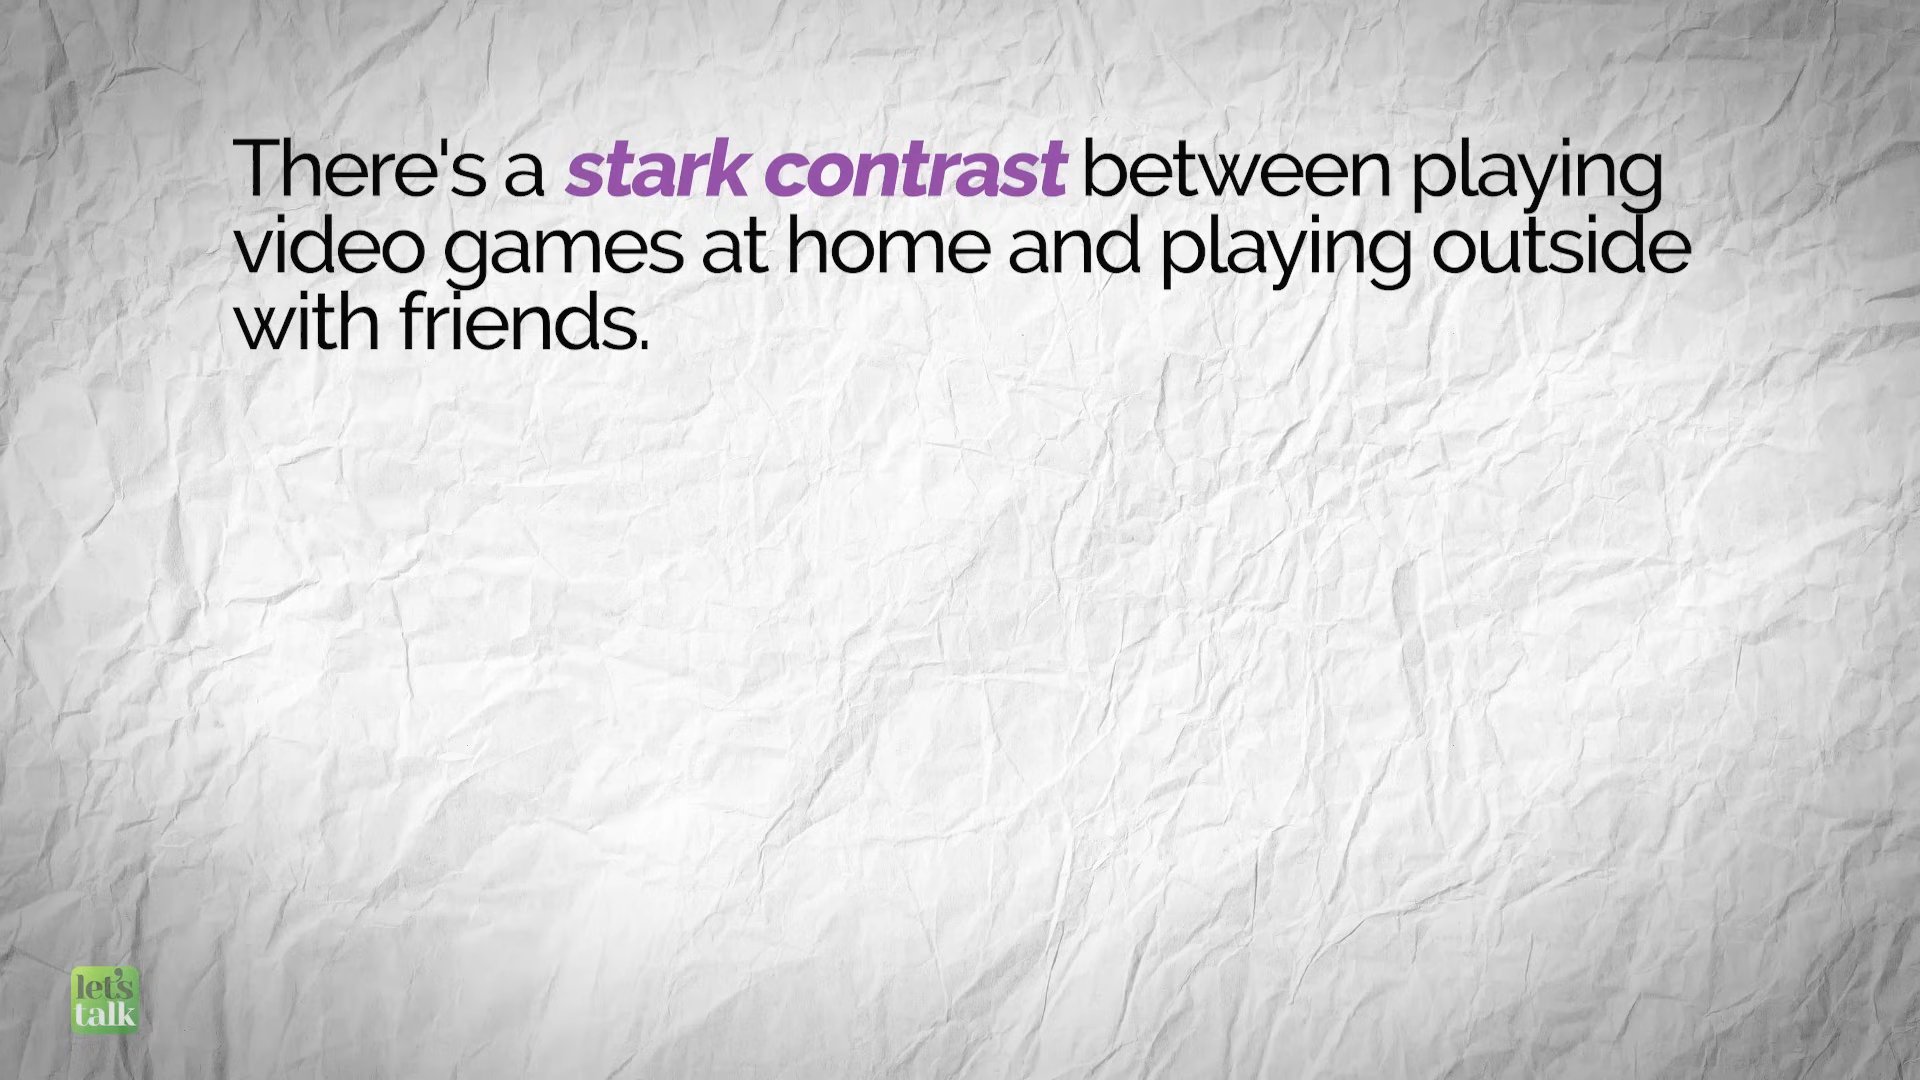 There's a stark contrast between playing
video games at home and playing outside
with friends.
let's
talk